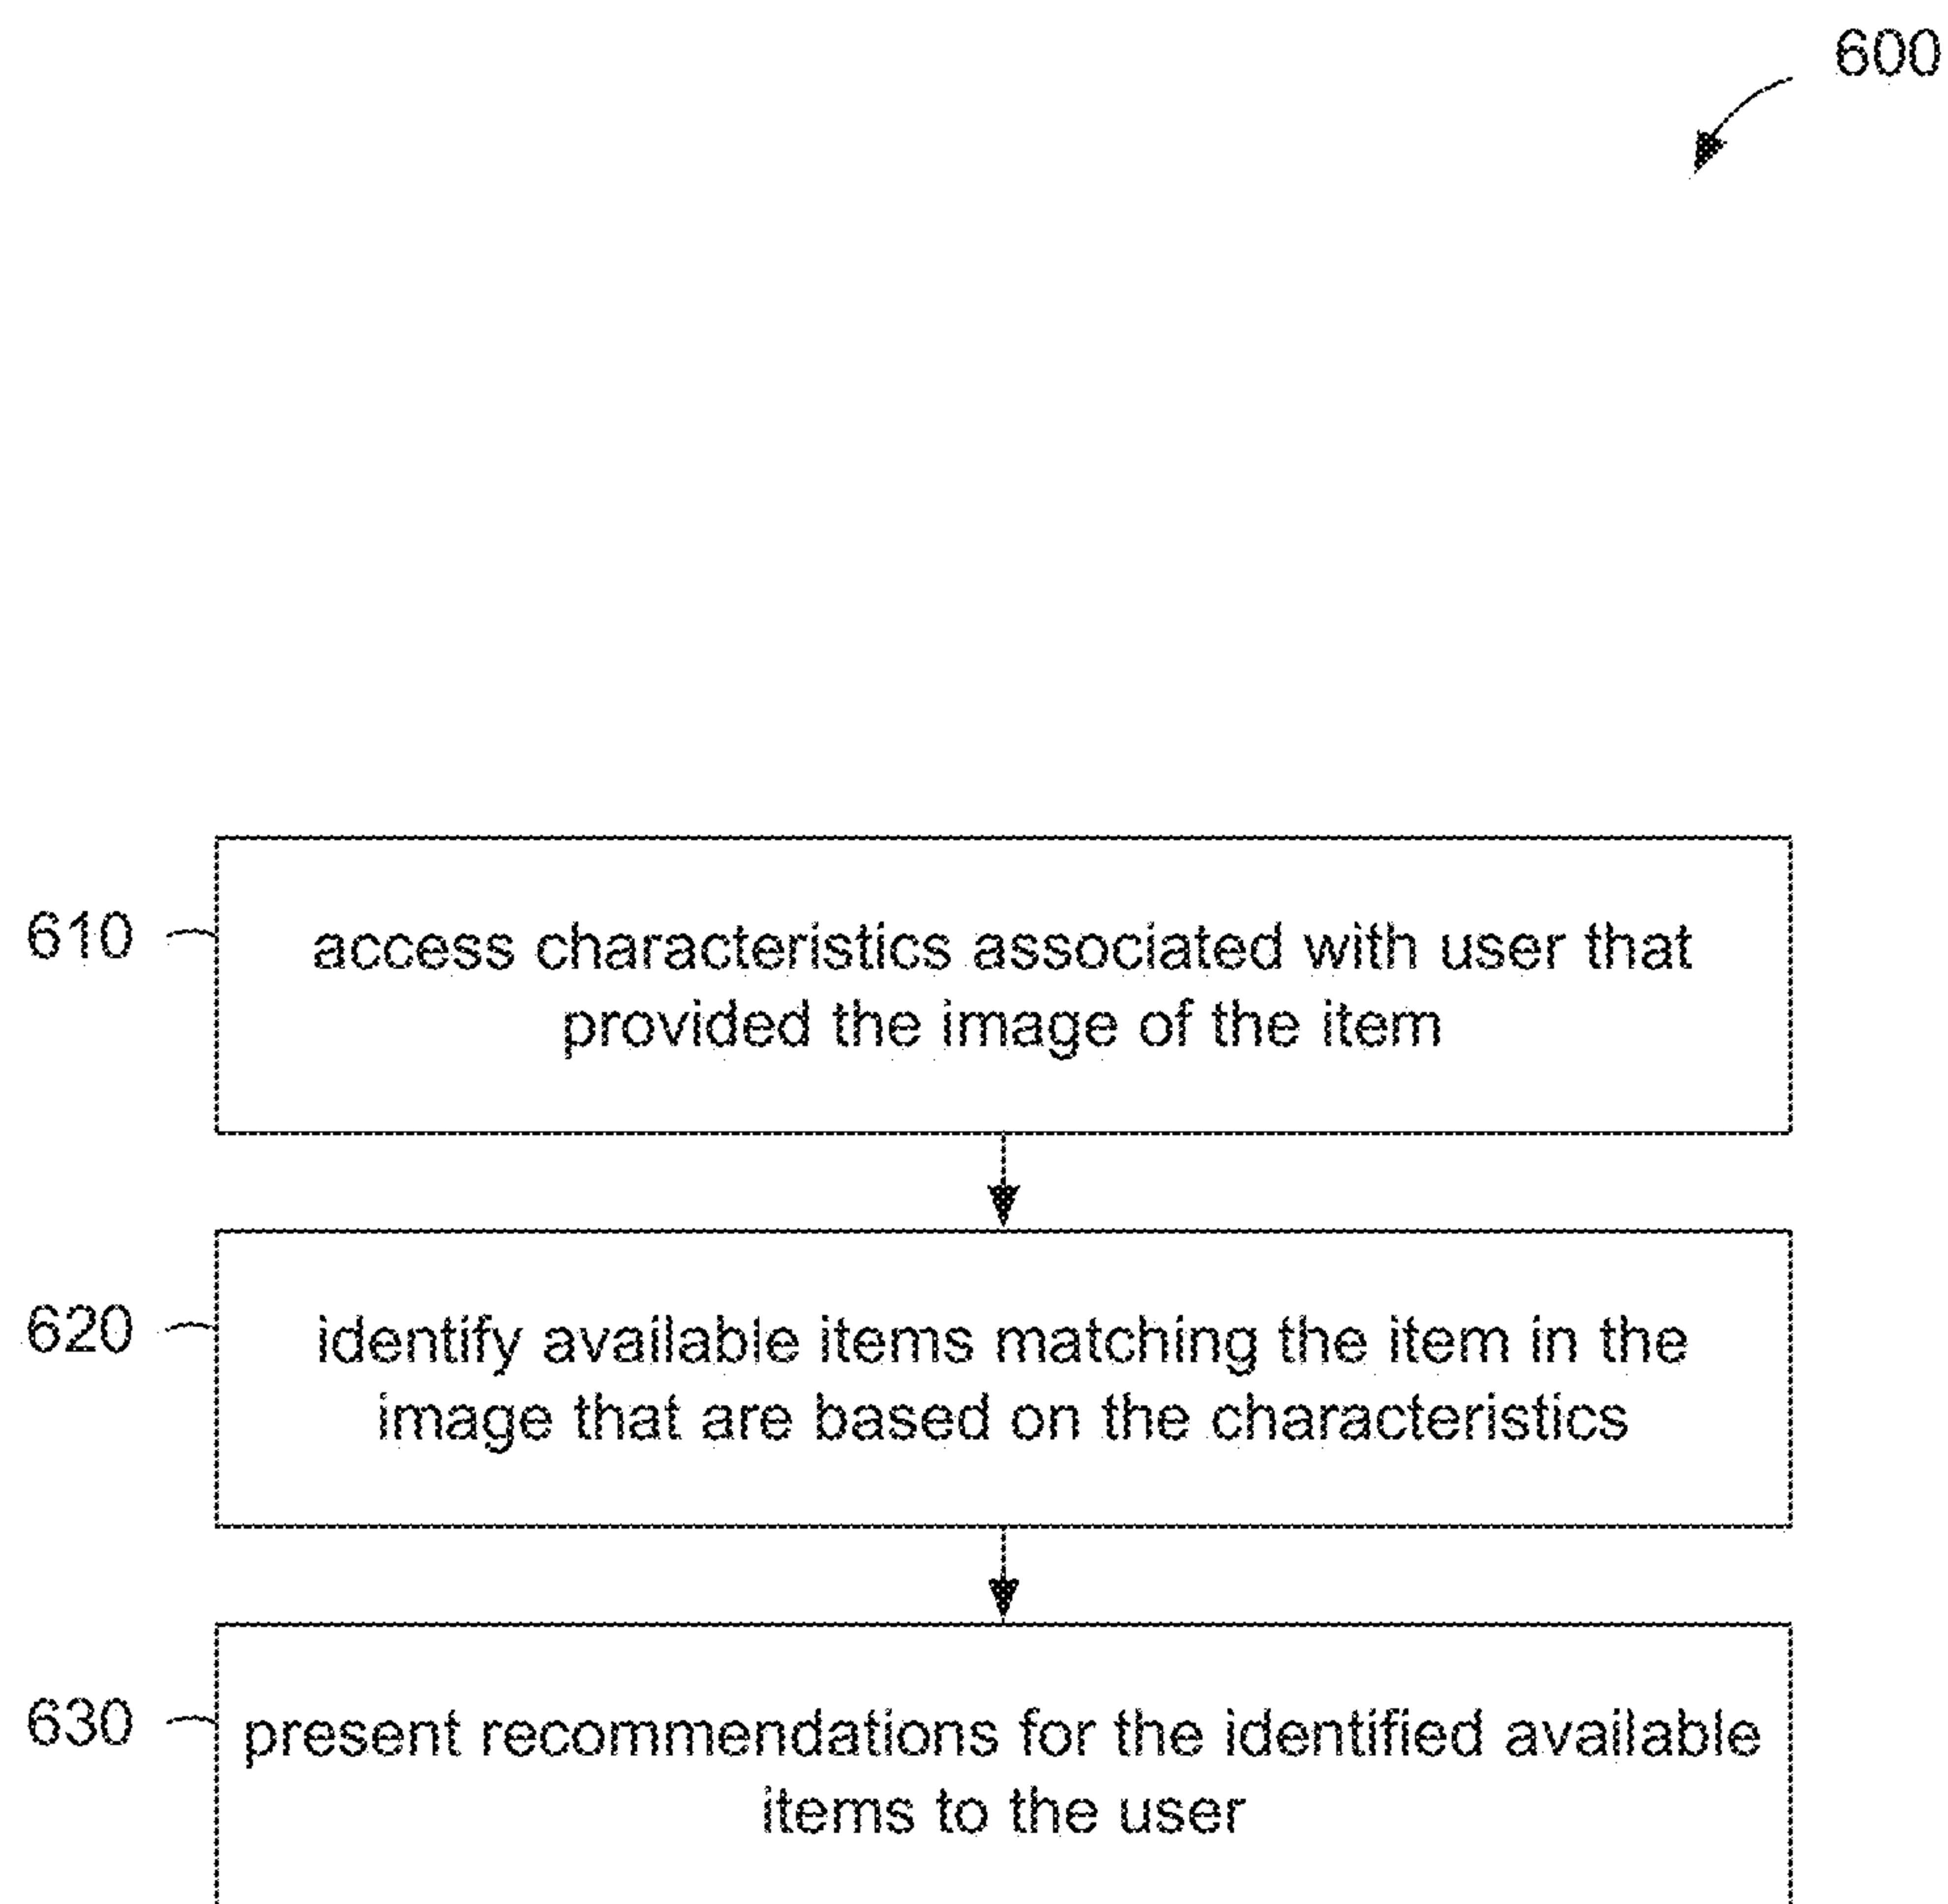 600
610
access characteristics associated with user that
provided the image of the item
620
identify available items matching the item in the
image that are based on the characteristics
630
present recommendations for the identified available
items to the user